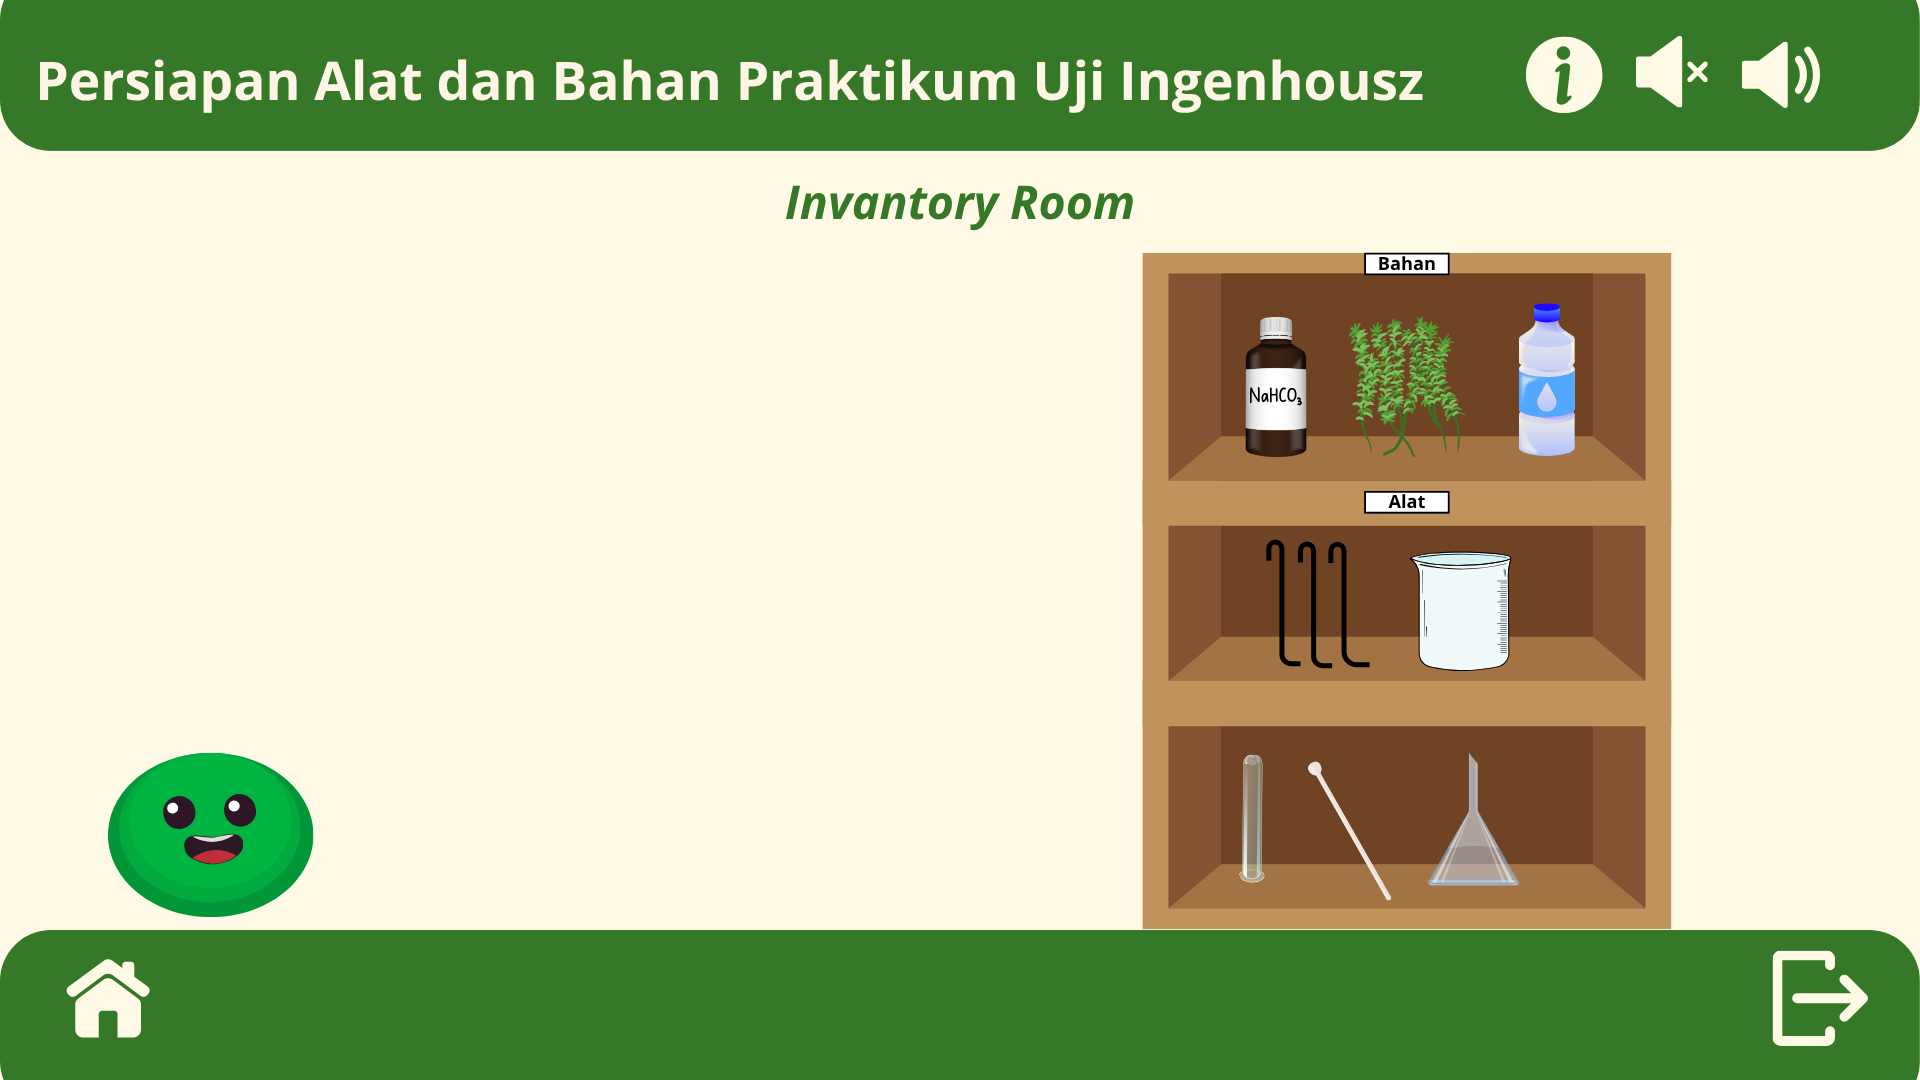 Persiapan Alat dan Bahan Praktikum Uji Ingenhousz
Invantory Room
Bahan
NaHCO₃
Alat